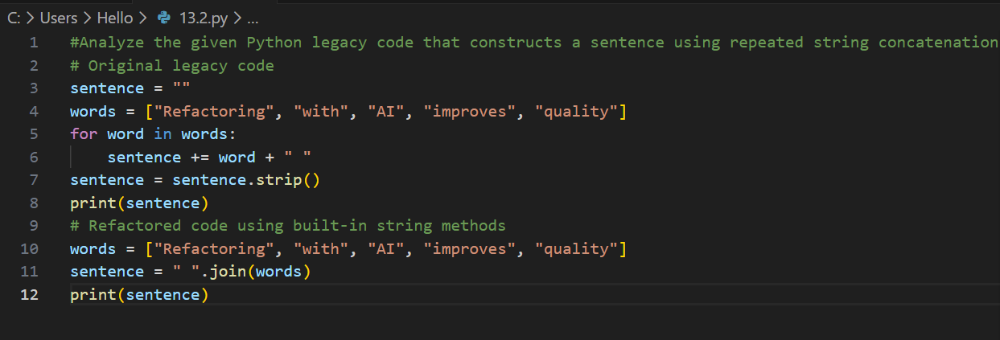 C: > Users > Hello > 13.2.py > ...
1 #Analyze the given Python legacy code that constructs a sentence using repeated string concatenation
2 # Original legacy code
3 sentence = ""
4 words = ["Refactoring", "with", "AI", "improves", "quality"]
5 for word in words:
6     sentence += word + " "
7 sentence = sentence.strip()
8 print(sentence)
9 # Refactored code using built-in string methods
10 words = ["Refactoring", "with", "AI", "improves", "quality"]
11 sentence = " ".join(words)
12 print(sentence)